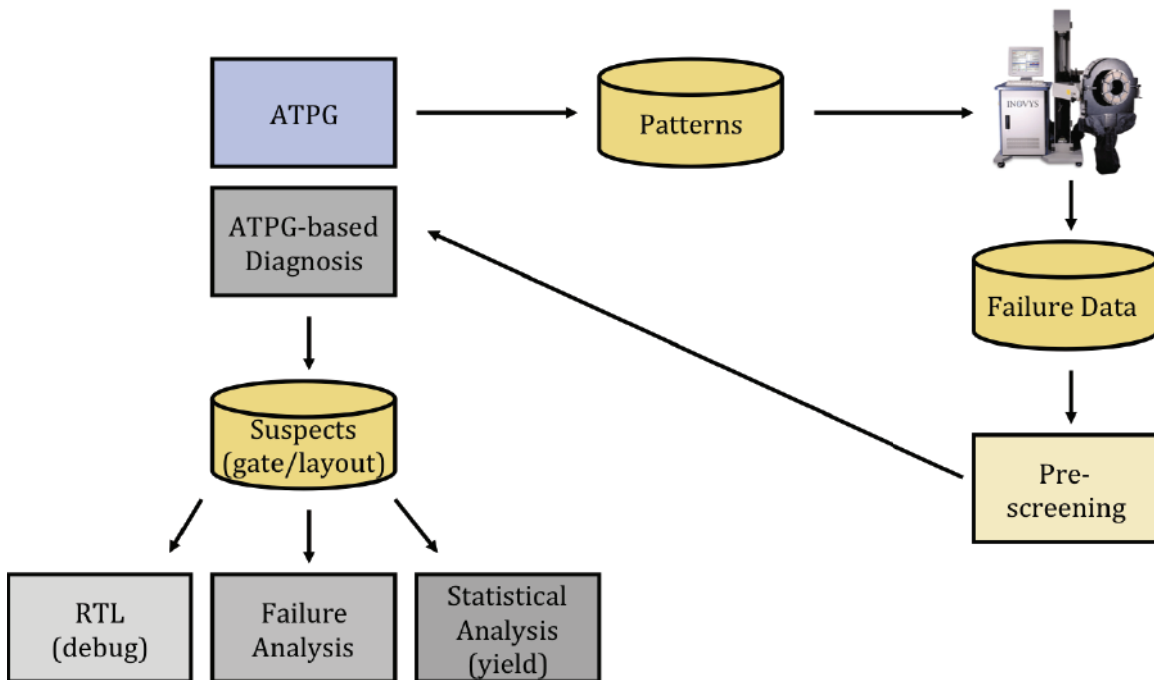 ATPG
Patterns
INOVYS
ATPG-based
Diagnosis
Failure Data
Suspects
(gate/layout)
Pre-
screening
RTL
(debug)
Failure
Analysis
Statistical
Analysis
(yield)